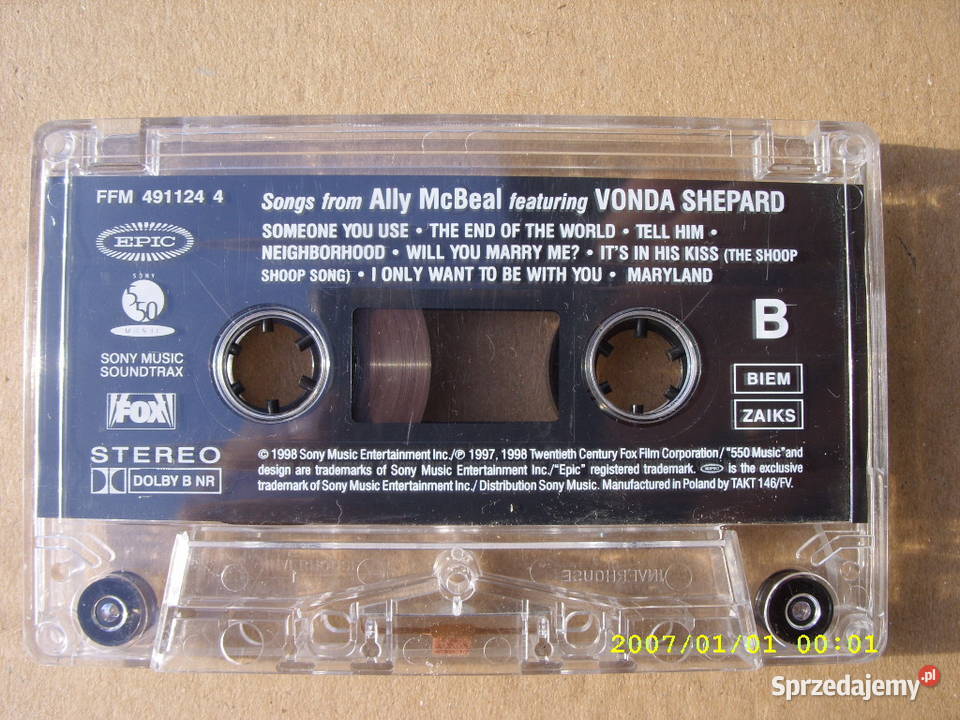 FFM 491124 4
Songs from Ally McBeal featuring VONDA SHEPARD
SOMEONE YOU USE • THE END OF THE WORLD • TELL HIM •
NEIGHBORHOOD • WILL YOU MARRY ME? • IT'S IN HIS KISS (THE SHOOP
SHOOP SONG) • I ONLY WANT TO BE WITH YOU • MARYLAND
EPIC
SONY
550
MUSIC
SONY MUSIC
SOUNDTRAX
FOX
B
BIEM
ZAIKS
STEREO
DOLBY B NR
© 1998 Sony Music Entertainment Inc./℗ 1997, 1998 Twentieth Century Fox Film Corporation/"550 Music"and
design are trademarks of Sony Music Entertainment Inc./"Epic" registered trademark. EPIC is the exclusive
trademark of Sony Music Entertainment Inc./ Distribution Sony Music. Manufactured in Poland by TAKT 146/FV.
2007/01/01 00:01
Sprzedajemy.pl